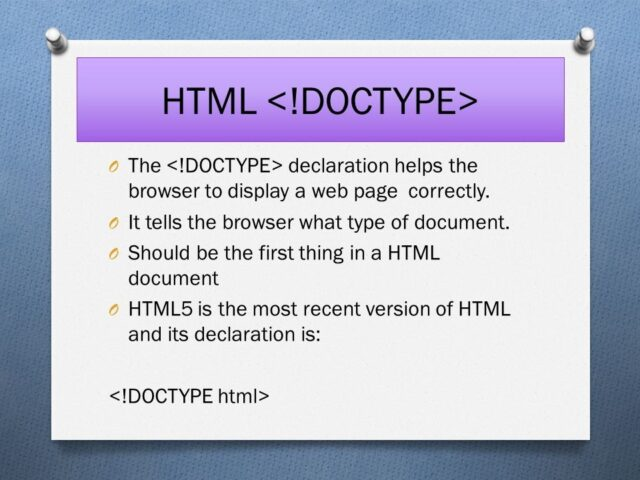 HTML <!DOCTYPE>
The <!DOCTYPE> declaration helps the
browser to display a web page  correctly.
It tells the browser what type of document.
Should be the first thing in a HTML
document
HTML5 is the most recent version of HTML
and its declaration is:
<!DOCTYPE html>